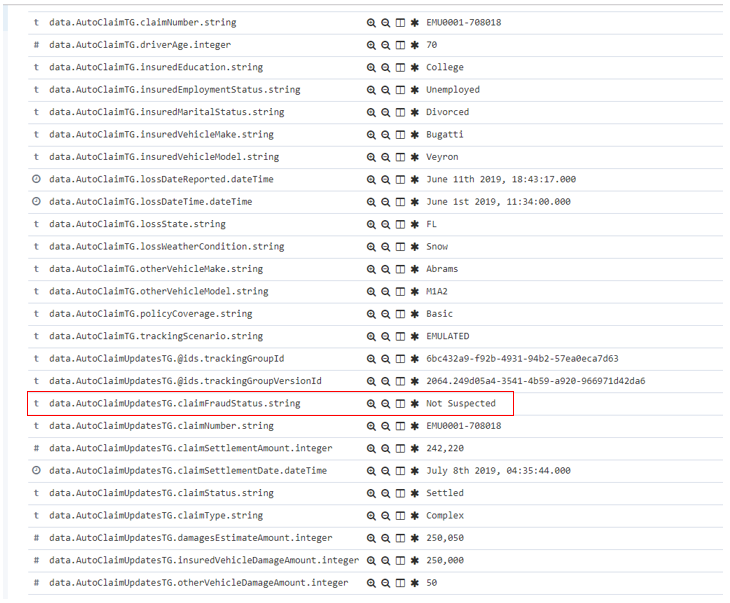 t data.AutoClaimTG.claimNumber.string EMU0001-708018
# data.AutoClaimTG.driverAge.integer 70
t data.AutoClaimTG.insuredEducation.string College
t data.AutoClaimTG.insuredEmploymentStatus.string Unemployed
t data.AutoClaimTG.insuredMaritalStatus.string Divorced
t data.AutoClaimTG.insuredVehicleMake.string Bugatti
t data.AutoClaimTG.insuredVehicleModel.string Veyron
data.AutoClaimTG.lossDateReported.dateTime June 11th 2019, 18:43:17.000
data.AutoClaimTG.lossDateTime.dateTime June 1st 2019, 11:34:00.000
t data.AutoClaimTG.lossState.string FL
t data.AutoClaimTG.lossWeatherCondition.string Snow
t data.AutoClaimTG.otherVehicleMake.string Abrams
t data.AutoClaimTG.otherVehicleModel.string M1A2
t data.AutoClaimTG.policyCoverage.string Basic
t data.AutoClaimTG.trackingScenario.string EMULATED
t data.AutoClaimUpdatesTG.@ids.trackingGroupId 6bc432a9-f92b-4931-94b2-57ea0eca7d63
t data.AutoClaimUpdatesTG.@ids.trackingGroupVersionId 2064.249d05a4-3541-4b59-a920-966971d42da6
t data.AutoClaimUpdatesTG.claimFraudStatus.string Not Suspected
t data.AutoClaimUpdatesTG.claimNumber.string EMU0001-708018
# data.AutoClaimUpdatesTG.claimSettlementAmount.integer 242,220
data.AutoClaimUpdatesTG.claimSettlementDate.dateTime July 8th 2019, 04:35:44.000
t data.AutoClaimUpdatesTG.claimStatus.string Settled
t data.AutoClaimUpdatesTG.claimType.string Complex
# data.AutoClaimUpdatesTG.damagesEstimateAmount.integer 250,050
# data.AutoClaimUpdatesTG.insuredVehicleDamageAmount.integer 250,000
# data.AutoClaimUpdatesTG.otherVehicleDamageAmount.integer 50